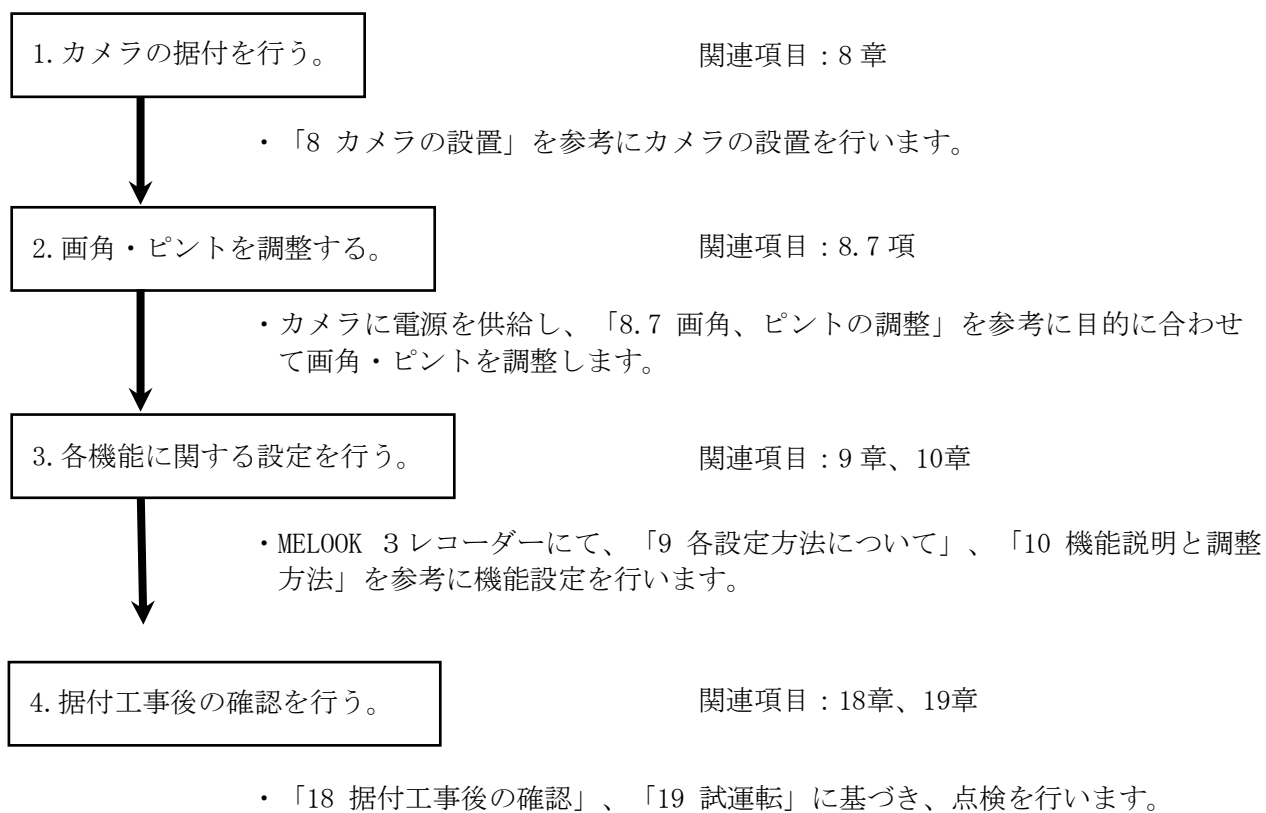 1.カメラの据付を行う。 関連項目：8章
・「8 カメラの設置」を参考にカメラの設置を行います。
2.画角・ピントを調整する。 関連項目：8.7項
・カメラに電源を供給し、「8.7 画角、ピントの調整」を参考に目的に合わせ
て画角・ピントを調整します。
3.各機能に関する設定を行う。 関連項目：9章、10章
・MELOOK ３レコーダーにて、「9 各設定方法について」、「10 機能説明と調整
方法」を参考に機能設定を行います。
4.据付工事後の確認を行う。 関連項目：18章、19章
・「18 据付工事後の確認」、「19 試運転」に基づき、点検を行います。